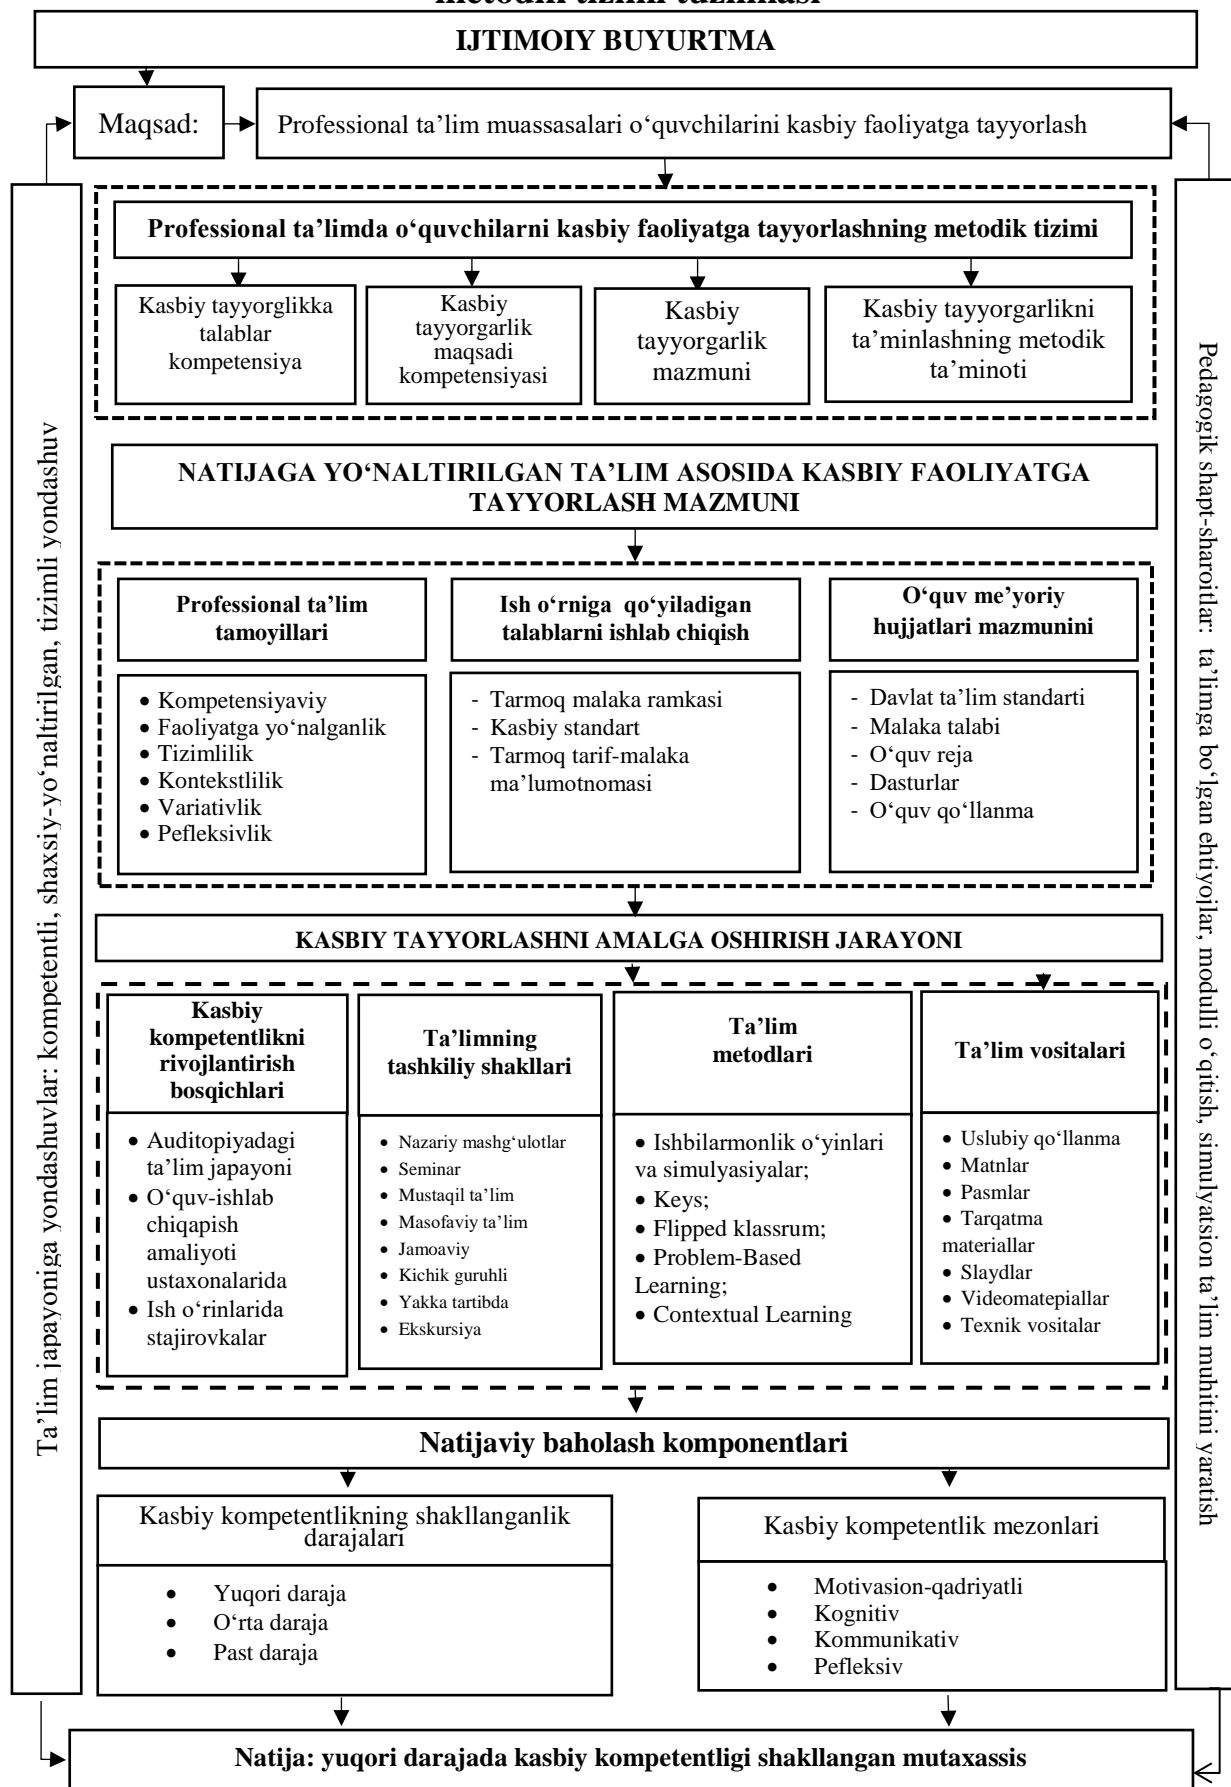 metodik tizimi tuzilmasi
IJTIMOIY BUYURTMA
Maqsad:
Professional ta’lim muassasalari o‘quvchilarini kasbiy faoliyatga tayyorlash
Ta’lim japayoniga yondashuvlar: kompetentli, shaxsiy-yo‘naltirilgan, tizimli yondashuv
Professional ta’limda o‘quvchilarni kasbiy faoliyatga tayyorlashning metodik tizimi
Kasbiy tayyorglikka
talablar
kompetensiya
Kasbiy
tayyorgarlik
maqsadi
kompetensiyasi
Kasbiy
tayyorgarlik
mazmuni
Kasbiy tayyorgarlikni
ta’minlashning metodik
ta’minoti
NATIJAGA YO‘NALTIRILGAN TA’LIM ASOSIDA KASBIY FAOLIYATGA
TAYYORLASH MAZMUNI
Professional ta’lim
tamoyillari
• Kompetensiyaviy
• Faoliyatga yo‘nalganlik
• Tizimlilik
• Kontekstlilik
• Variativlik
• Pefleksivlik
Ish o‘rniga qo‘yiladigan
talablarni ishlab chiqish
- Tarmoq malaka ramkasi
- Kasbiy standart
- Tarmoq tarif-malaka
ma’lumotnomasi
O‘quv me’yoriy
hujjatlari mazmunini
- Davlat ta’lim standarti
- Malaka talabi
- O‘quv reja
- Dasturlar
- O‘quv qo‘llanma
KASBIY TAYYORLASHNI AMALGA OSHIRISH JARAYONI
Kasbiy
kompetentlikni
rivojlantirish
bosqichlari
• Auditopiyadagi
ta’lim japayoni
• O‘quv-ishlab
chiqapish
amaliyoti
ustaxonalarida
• Ish o‘rinlarida
stajirovkalar
Ta’limning
tashkiliy shakllari
• Nazariy mashg‘ulotlar
• Seminar
• Mustaqil ta’lim
• Masofaviy ta’lim
• Jamoaviy
• Kichik guruhli
• Yakka tartibda
• Ekskursiya
Ta’lim
metodlari
• Ishbilarmonlik o‘yinlari
va simulyasiyalar;
• Keys;
• Flipped klassrum;
• Problem-Based
Learning;
• Contextual Learning
Ta’lim vositalari
• Uslubiy qo‘llanma
• Matnlar
• Pasmlar
• Tarqatma
materiallar
• Slaydlar
• Videomatepiallar
• Texnik vositalar
Natijaviy baholash komponentlari
Kasbiy kompetentlikning shakllanganlik
darajalari
• Yuqori daraja
• O‘rta daraja
• Past daraja
Kasbiy kompetentlik mezonlari
• Motivasion-qadriyatli
• Kognitiv
• Kommunikativ
• Pefleksiv
Pedagogik shapt-sharoitlar: ta’limga bo‘lgan ehtiyojlar, modulli o‘qitish, simulyatsion ta’lim muhitini yaratish
Natija: yuqori darajada kasbiy kompetentligi shakllangan mutaxassis